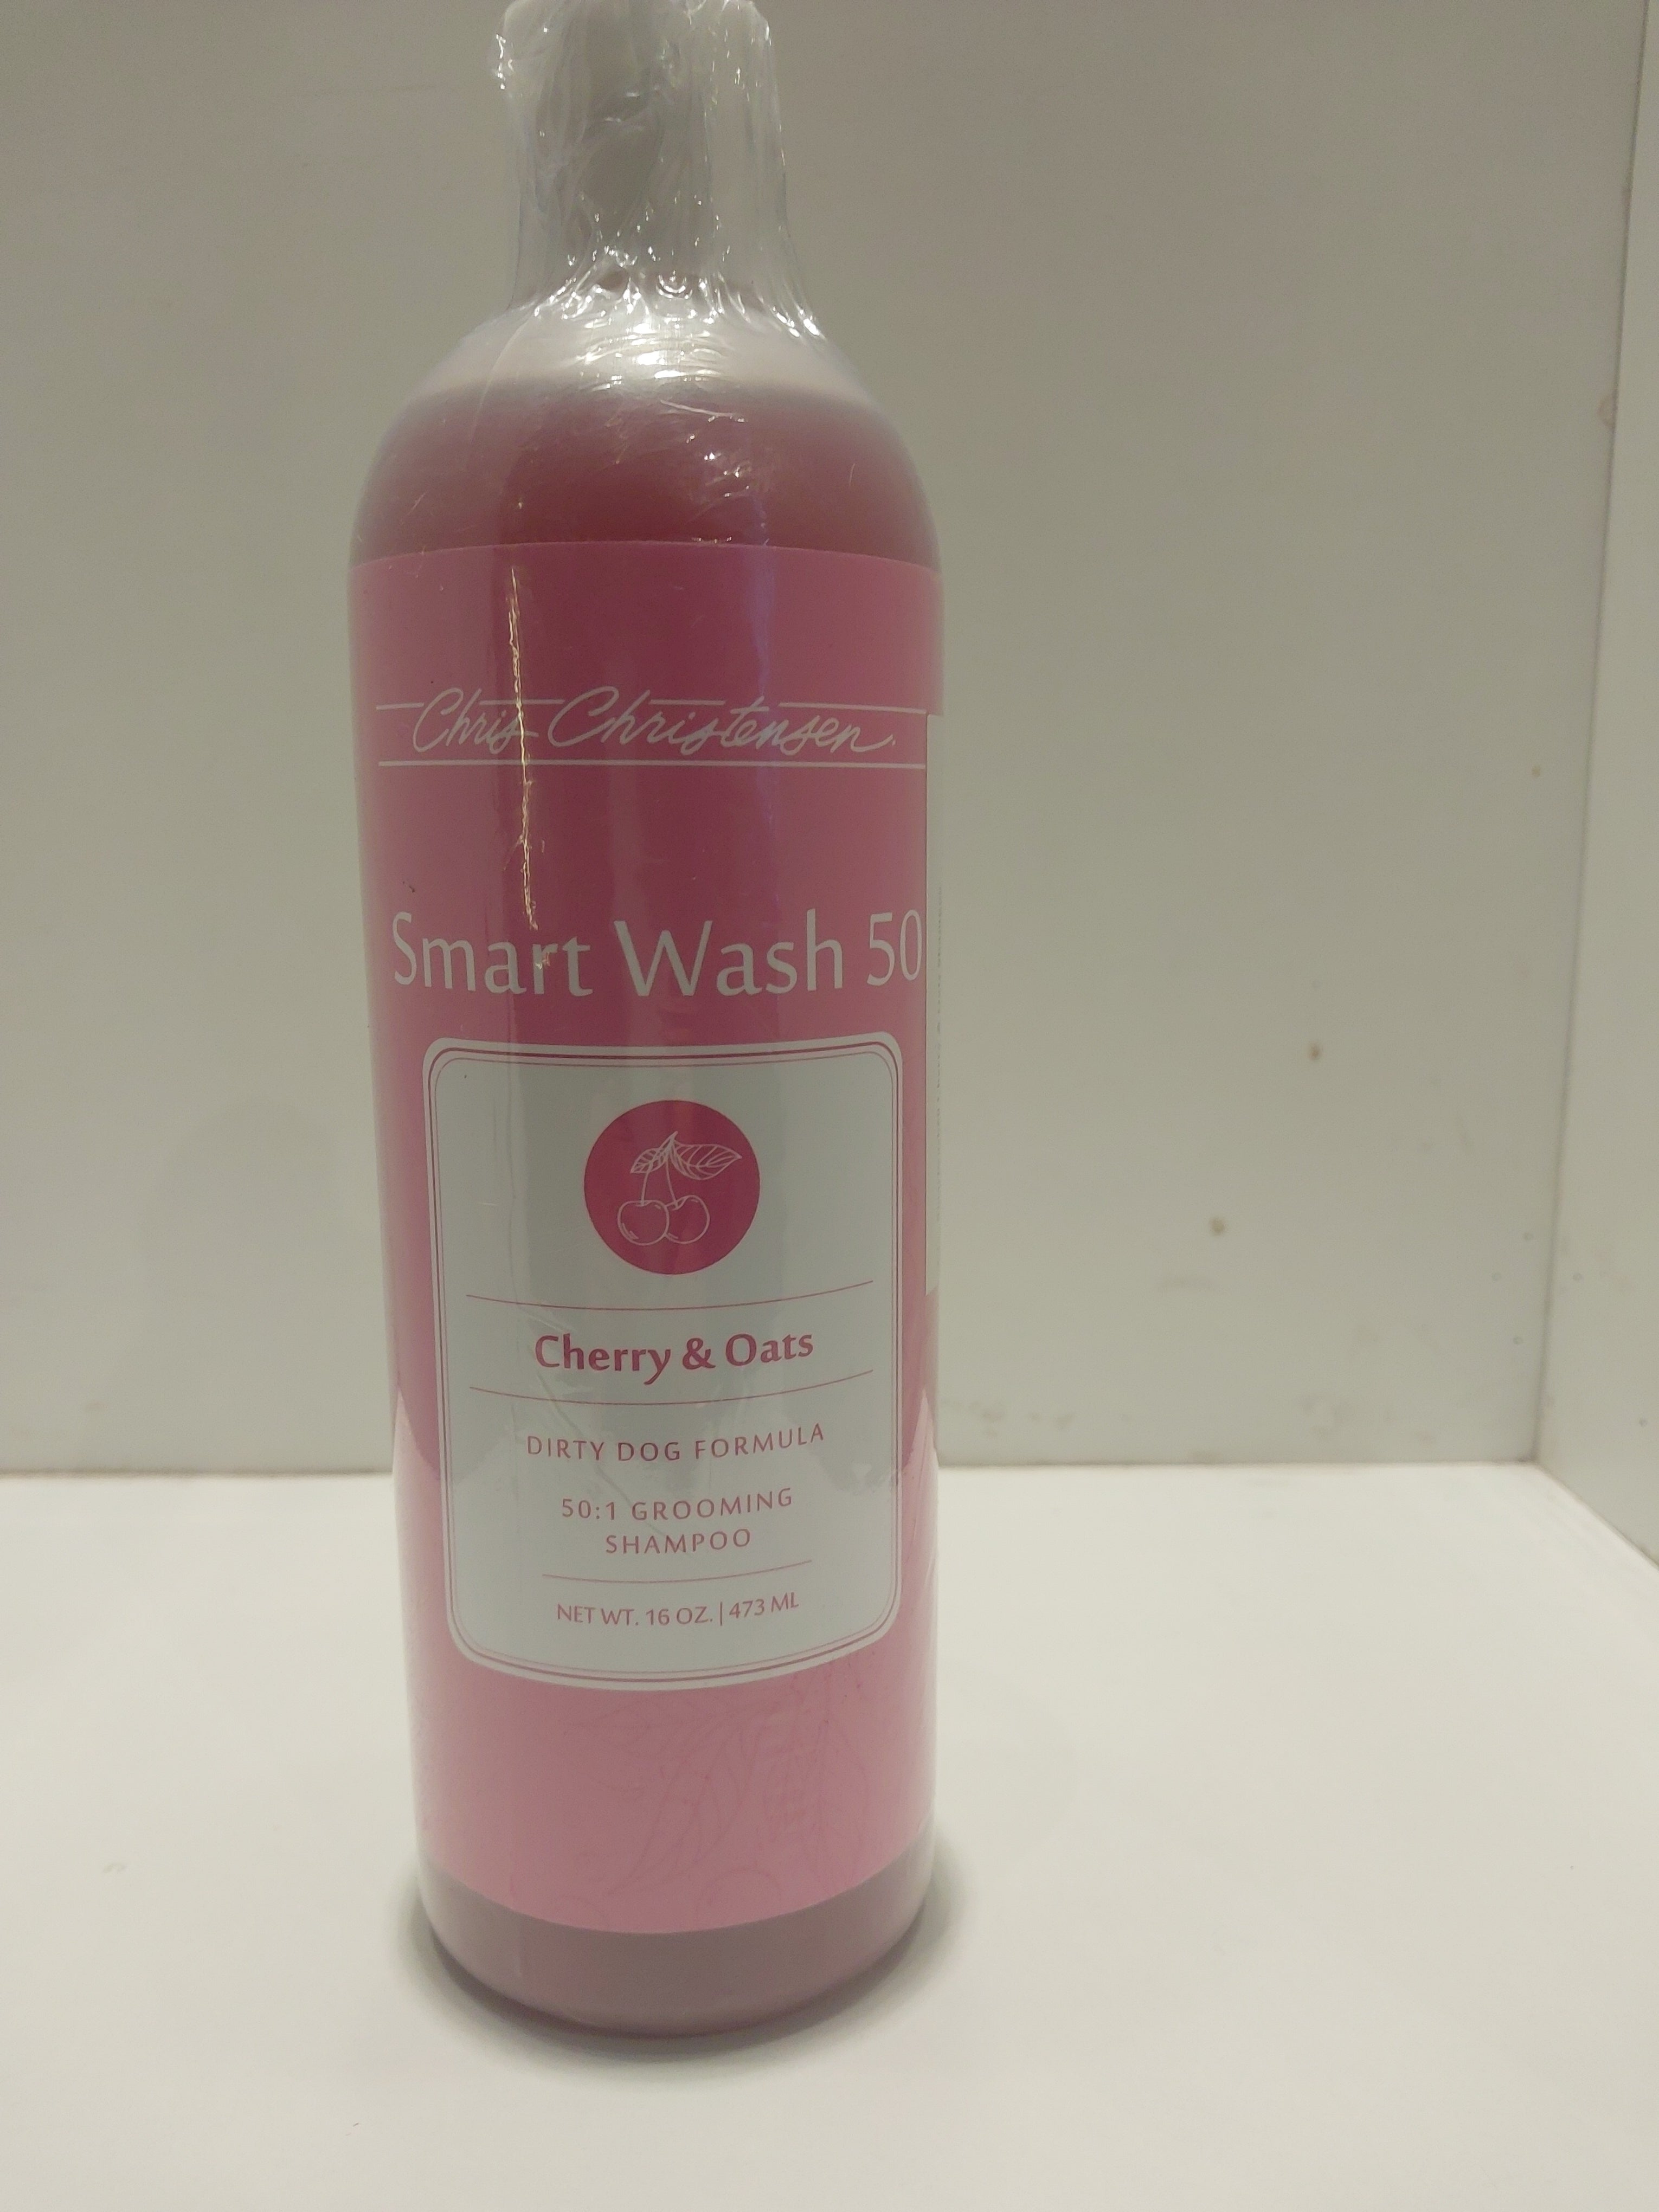 Chris Christensen
Smart Wash 50
Cherry & Oats
DIRTY DOG FORMULA
50:1 GROOMING
SHAMPOO
NET WT. 16 OZ. | 473 ML